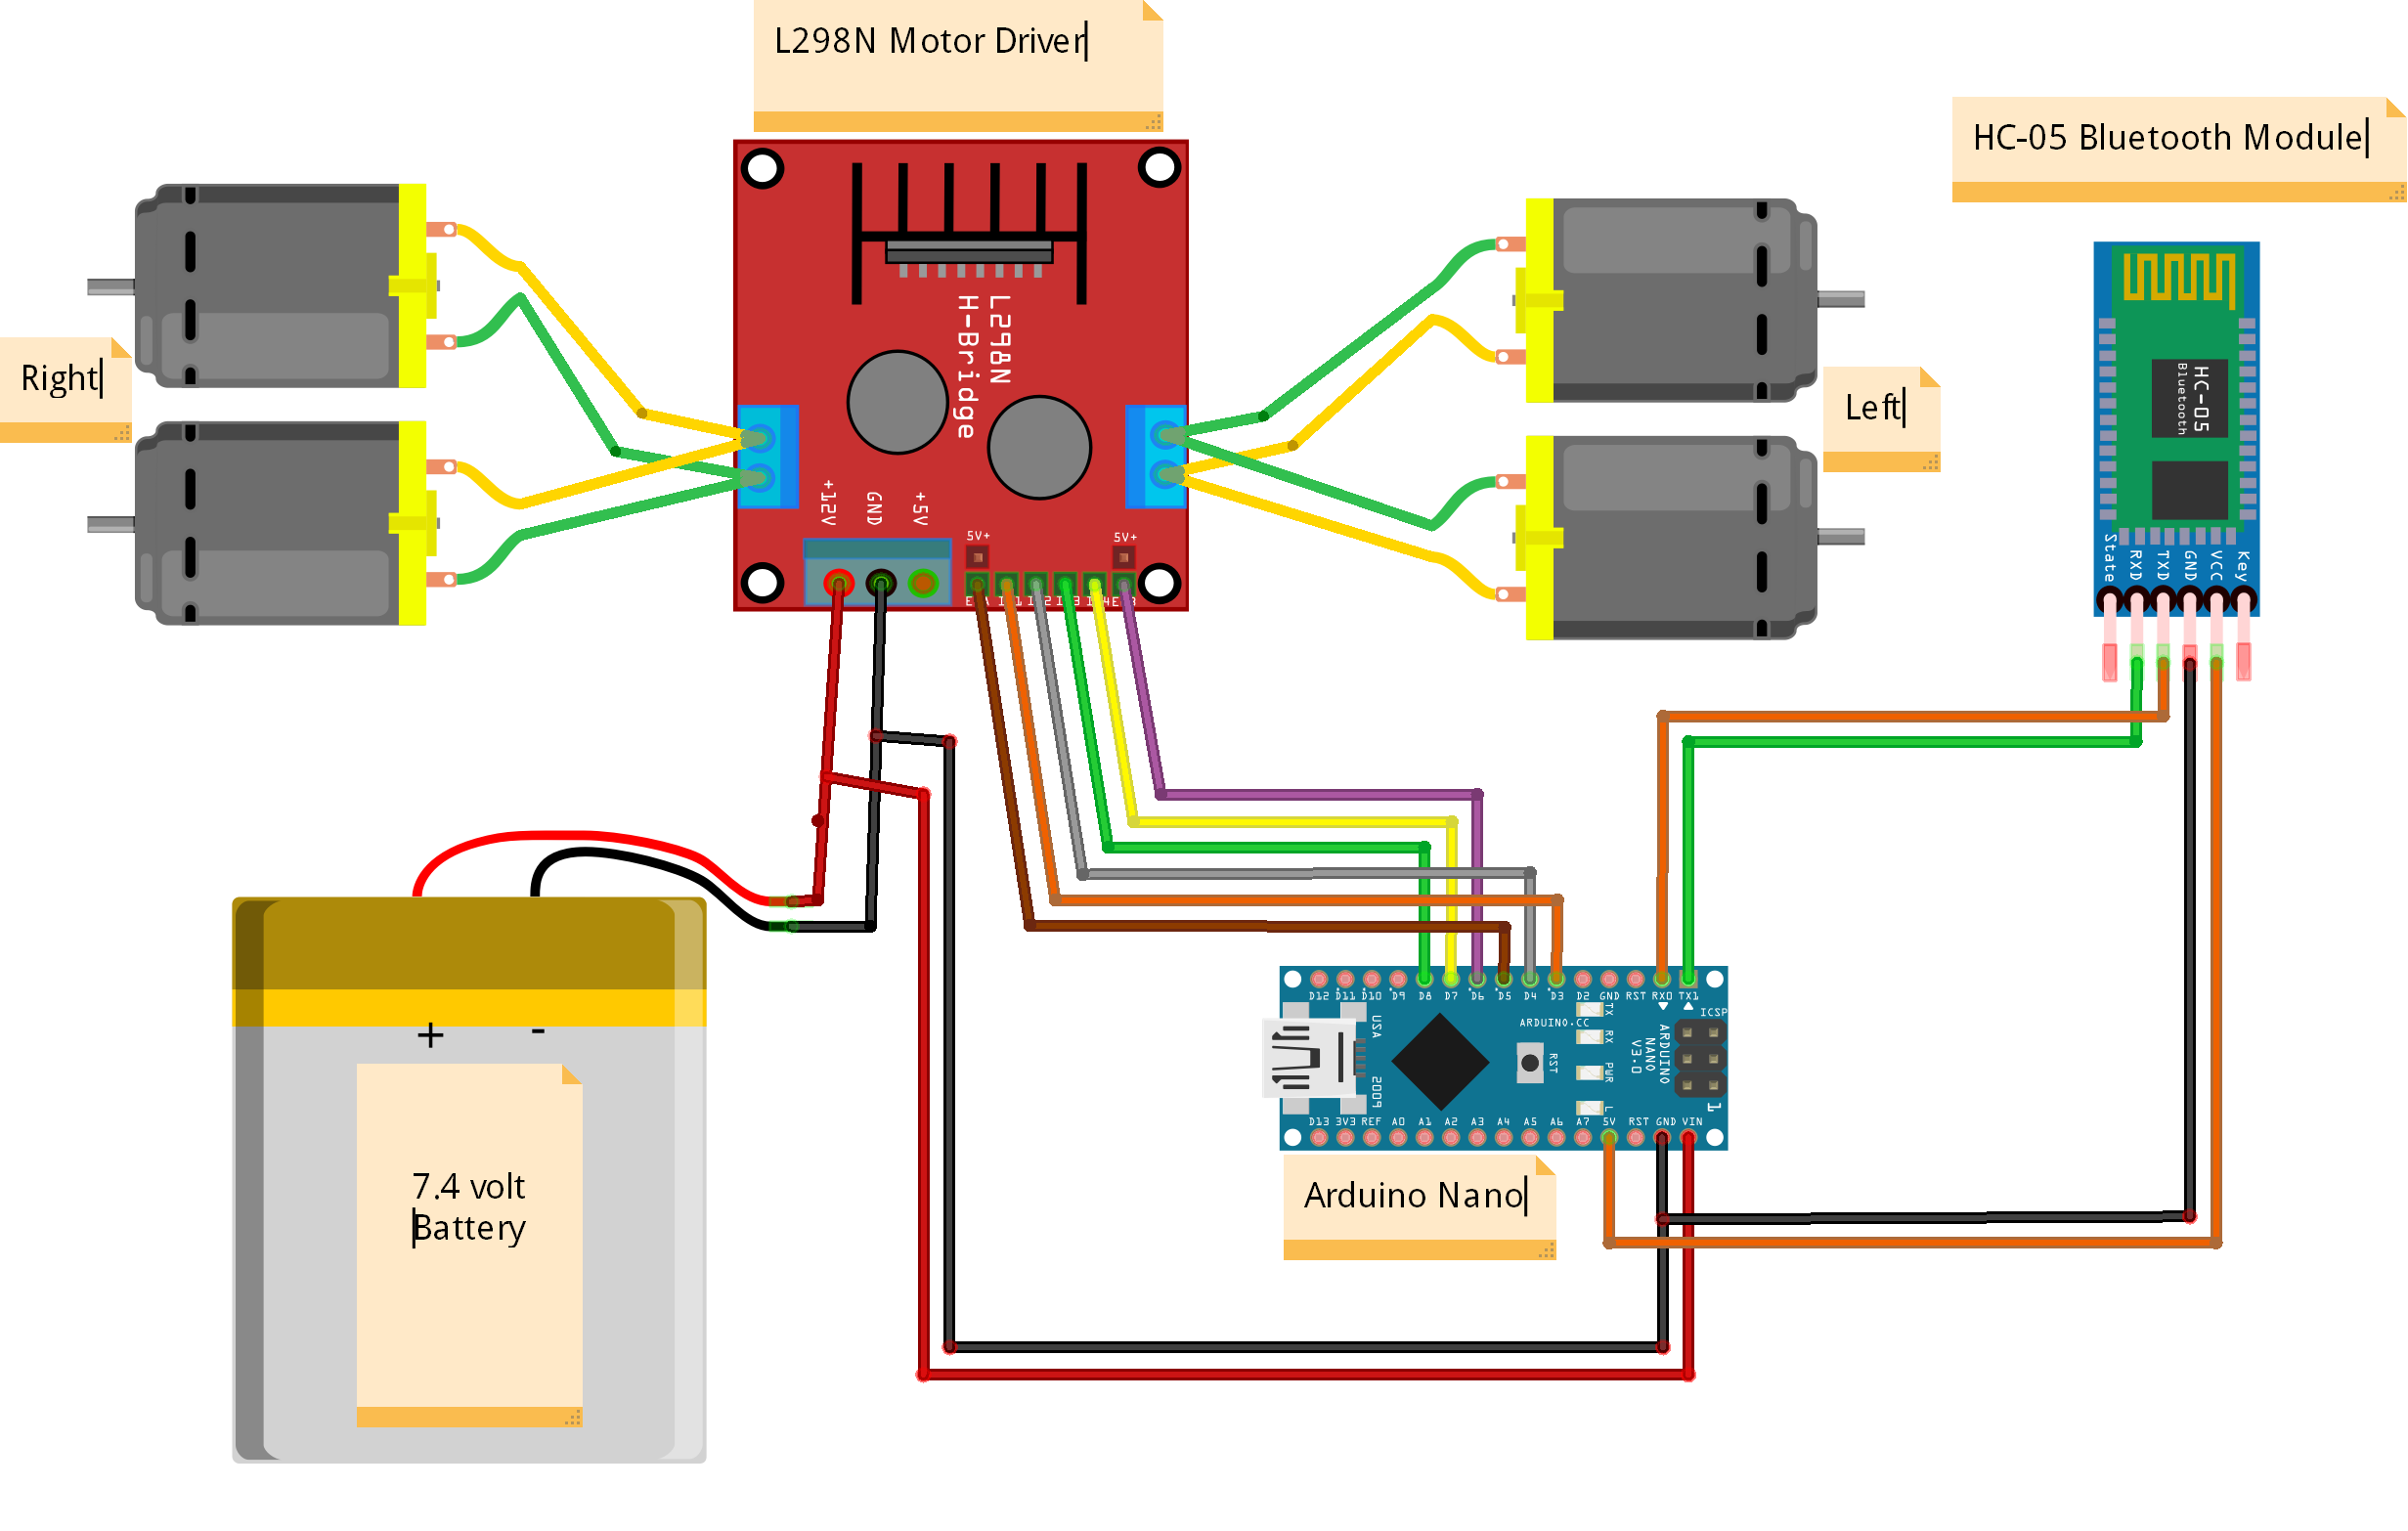 L298N Motor Driver
HC-05 Bluetooth Module
Right
Left
L298N
H-Bridge
+12V
GND
+5V
5V+
5V+
HC-05
Bluetooth
State
RXD
TXD
GND
VCC
Key
+
-
7.4 volt
Battery
D12 D11 D10 D9 D8 D7 D6 D5 D4 D3 D2 GND RST RX0 TX1
ICSP
USA
2009
ARDUINO.CC
RST
TX
RX
PWR
L
ARDUINO
NANO
V3.0
1
D13 3V3 REF A0 A1 A2 A3 A4 A5 A6 A7 5V RST GND VIN
Arduino Nano